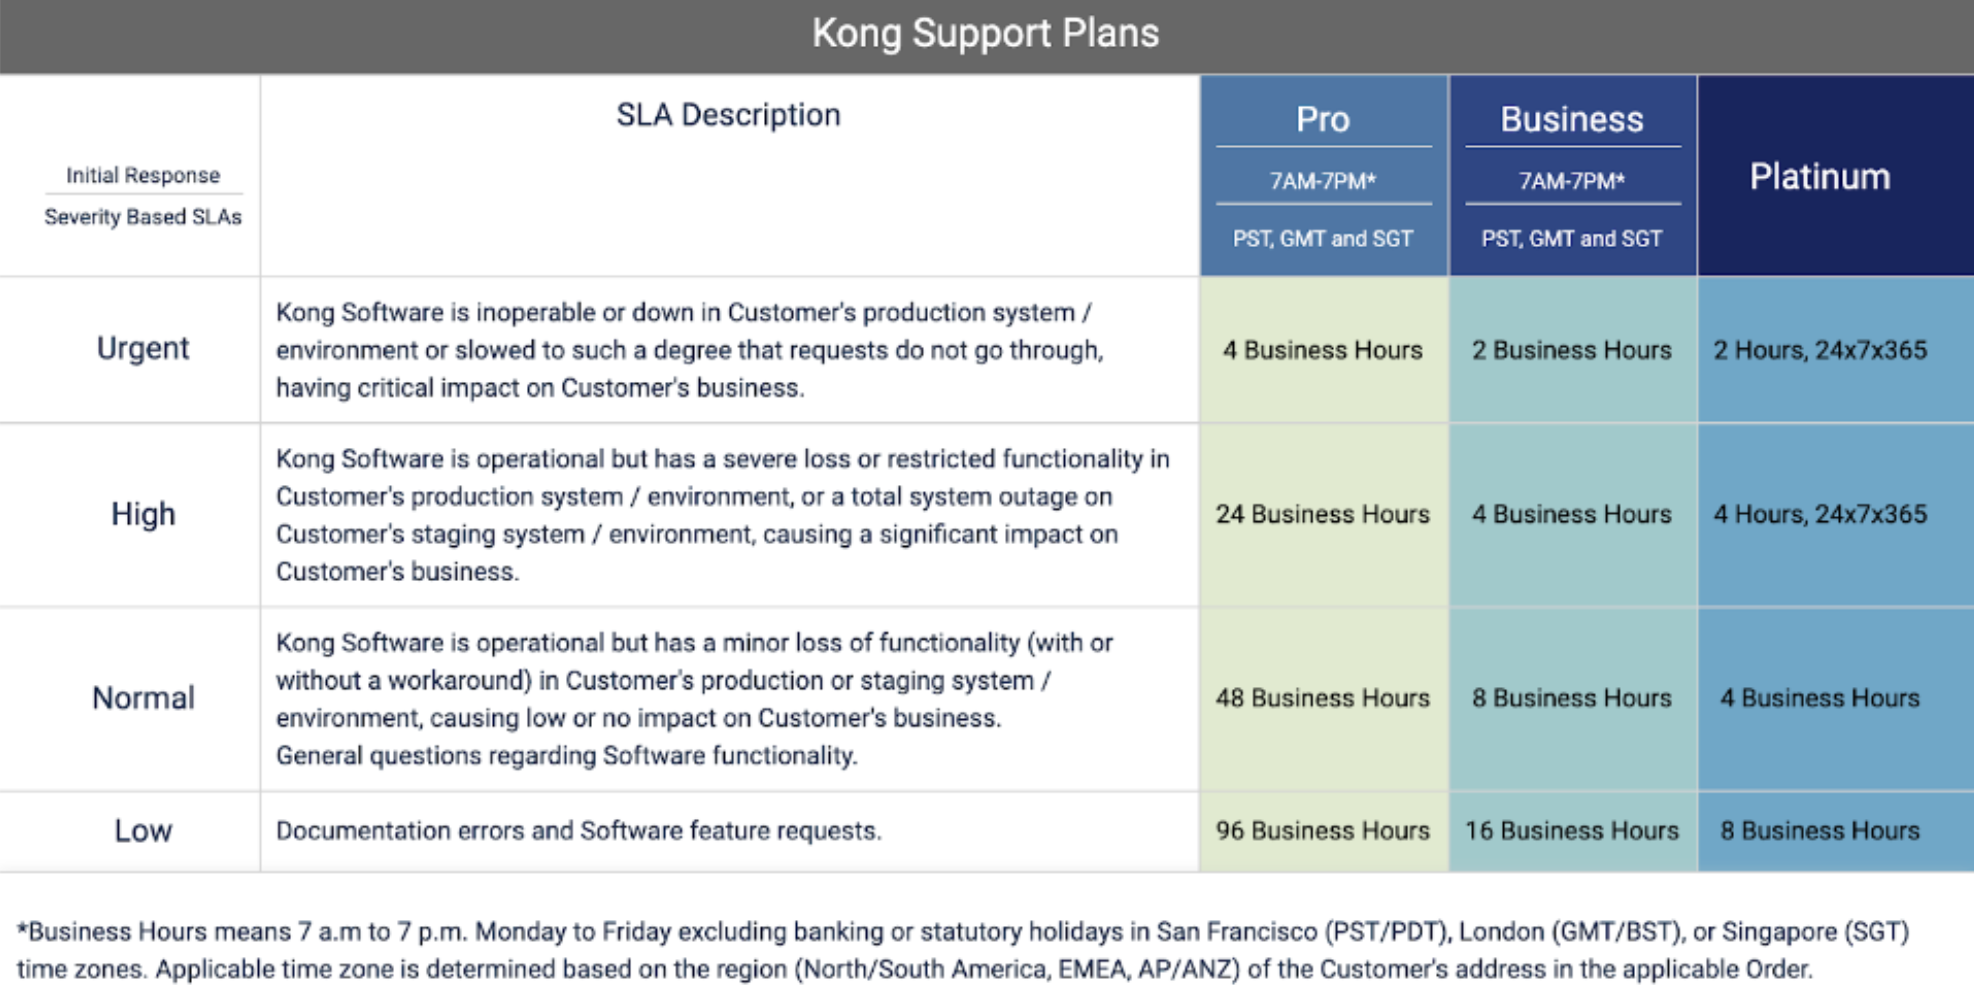 Kong Support Plans
Initial Response
Severity Based SLAs
SLA Description
Pro
7AM-7PM*
PST, GMT and SGT
Business
7AM-7PM*
PST, GMT and SGT
Platinum
Urgent
Kong Software is inoperable or down in Customer's production system /
environment or slowed to such a degree that requests do not go through,
having critical impact on Customer's business.
4 Business Hours
2 Business Hours
2 Hours, 24x7x365
High
Kong Software is operational but has a severe loss or restricted functionality in
Customer's production system / environment, or a total system outage on
Customer's staging system / environment, causing a significant impact on
Customer's business.
24 Business Hours
4 Business Hours
4 Hours, 24x7x365
Normal
Kong Software is operational but has a minor loss of functionality (with or
without a workaround) in Customer's production or staging system /
environment, causing low or no impact on Customer's business.
General questions regarding Software functionality.
48 Business Hours
8 Business Hours
4 Business Hours
Low
Documentation errors and Software feature requests.
96 Business Hours
16 Business Hours
8 Business Hours
*Business Hours means 7 a.m to 7 p.m. Monday to Friday excluding banking or statutory holidays in San Francisco (PST/PDT), London (GMT/BST), or Singapore (SGT)
time zones. Applicable time zone is determined based on the region (North/South America, EMEA, AP/ANZ) of the Customer's address in the applicable Order.